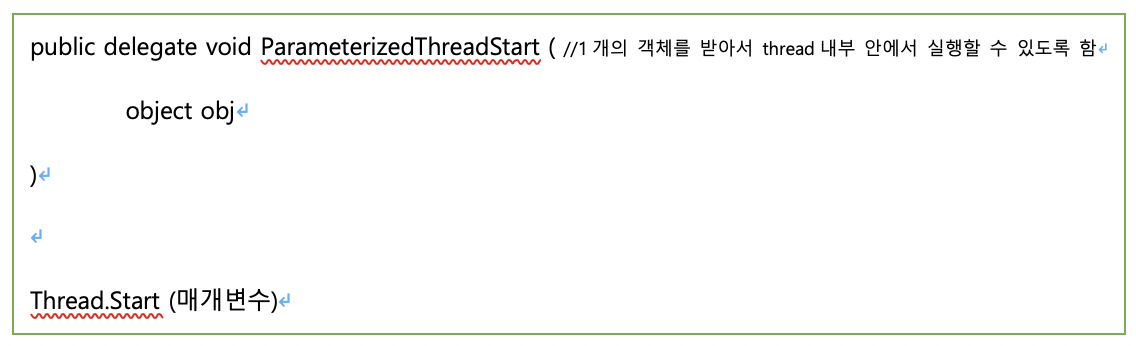 public delegate void ParameterizedThreadStart ( //1개의 객체를 받아서 thread 내부 안에서 실행할 수 있도록 함
object obj
)
Thread.Start (매개변수)